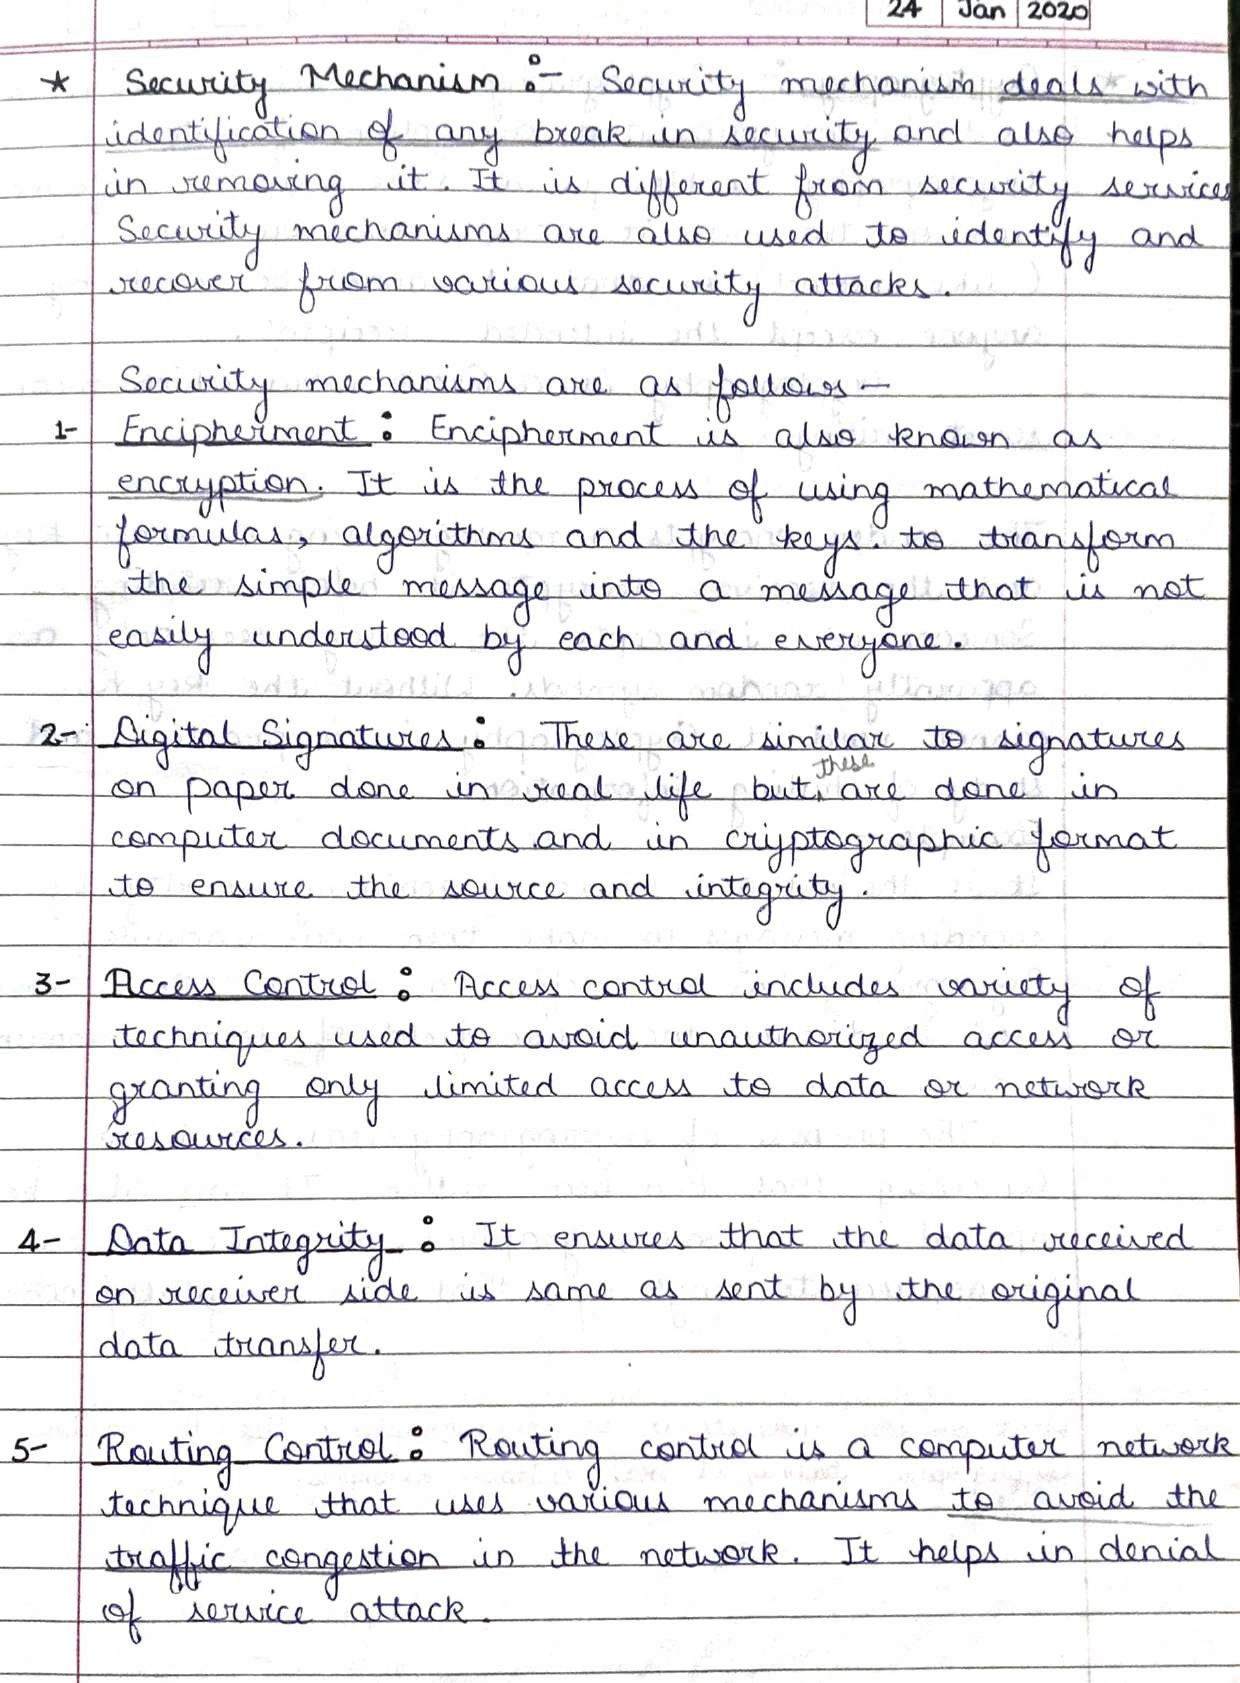 24 Jan 2020
* Security Mechanism :- Security mechanism deals with
identification of any break in security and also helps
in removing it. It is different from security services
Security mechanisms are also used to identify and
recover from various security attacks.
Security mechanisms are as follows -
1- Encipherment : Encipherment is also known as
encryption. It is the process of using mathematical
formulas, algorithms and the keys. to transform
the simple message into a message that is not
easily understood by each and everyone.
2- Digital Signatures : These are similar to signatures
on paper done in real life but these are done in
computer documents and in cryptographic format
to ensure the source and integrity.
3- Access Control : Access control includes variety of
techniques used to avoid unauthorized access or
granting only limited access to data or network
resources.
4- Data Integrity : It ensures that the data received
on receiver side is same as sent by the original
data transfer.
5- Routing Control : Routing control is a computer network
technique that uses various mechanisms to avoid the
traffic congestion in the network. It helps in denial
of service attack.